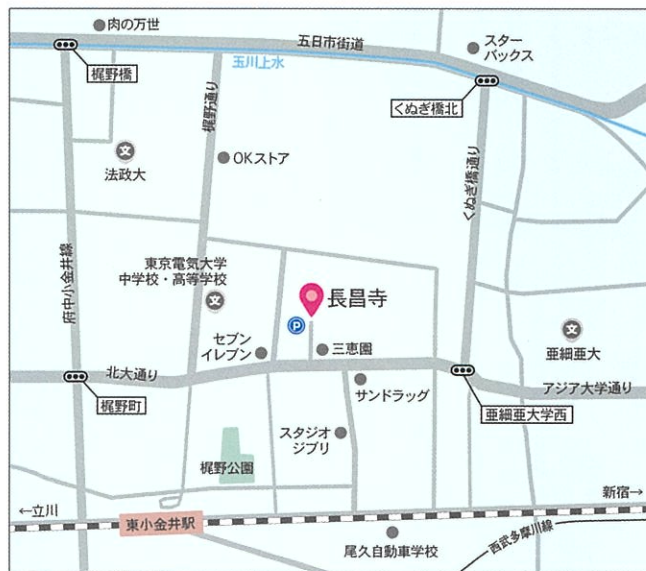 肉の万世
五日市街道
スター
バックス
梶野橋
玉川上水
くぬぎ橋北
梶野通り
OKストア
法政大
くぬぎ橋通り
府中小金井線
東京電気大学
中学校・高等学校
長昌寺
P
セブン
イレブン
三恵園
亜細亜大
北大通り
サンドラッグ
アジア大学通り
梶野町
亜細亜大学西
スタジオ
ジブリ
梶野公園
←立川
新宿→
東小金井駅
尾久自動車学校
西武多摩川線
文
文
文